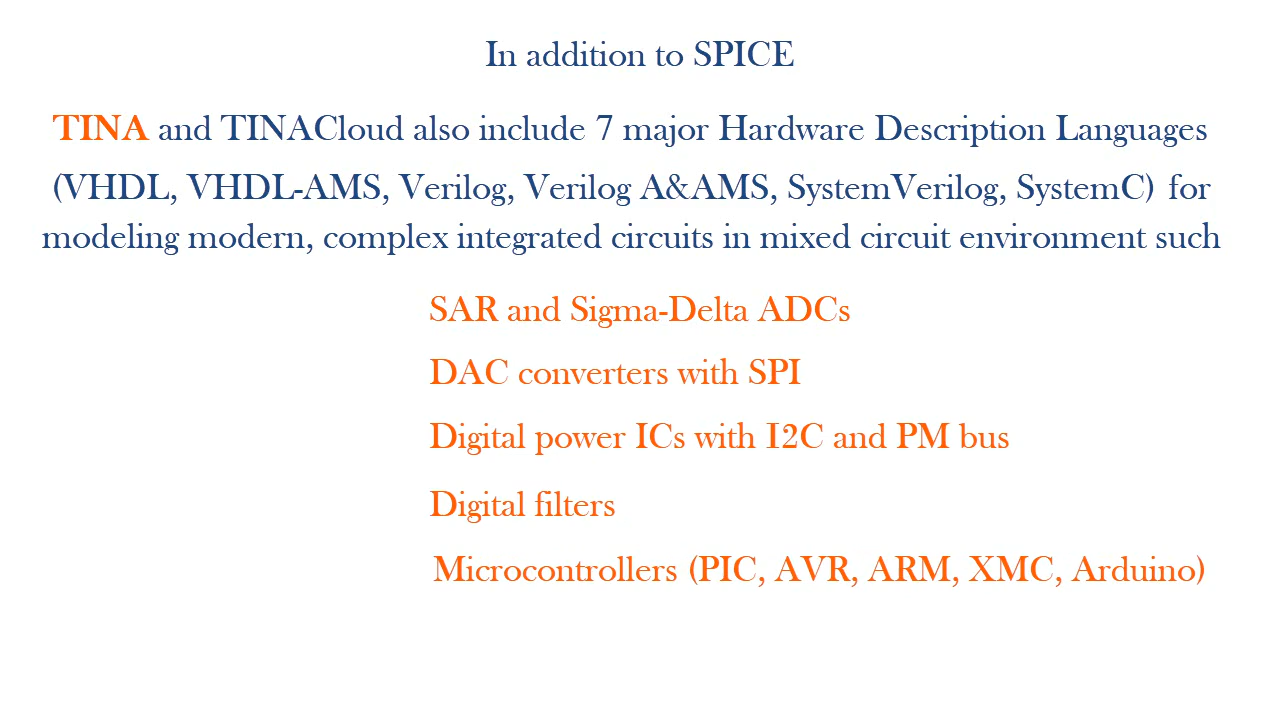 In addition to SPICE
TINA and TINACloud also include 7 major Hardware Description Languages
(VHDL, VHDL-AMS, Verilog, Verilog A&AMS, SystemVerilog, SystemC) for
modeling modern, complex integrated circuits in mixed circuit environment such
SAR and Sigma-Delta ADCs
DAC converters with SPI
Digital power ICs with I2C and PM bus
Digital filters
Microcontrollers (PIC, AVR, ARM, XMC, Arduino)